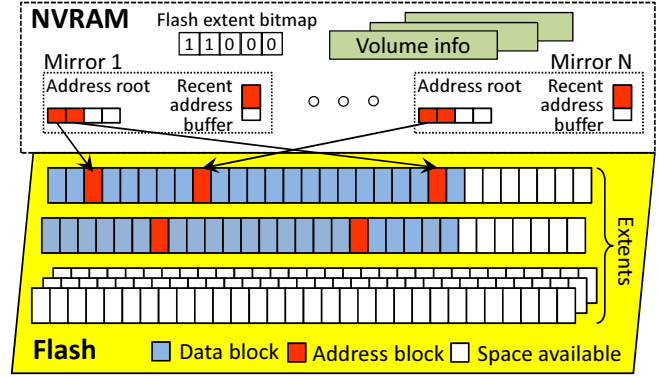 NVRAM
Flash extent bitmap
1 1 0 0 0
Volume info
Mirror 1
Mirror N
Address root
Recent
address
buffer
Address root
Recent
address
buffer
Extents
Flash
Data block
Address block
Space available